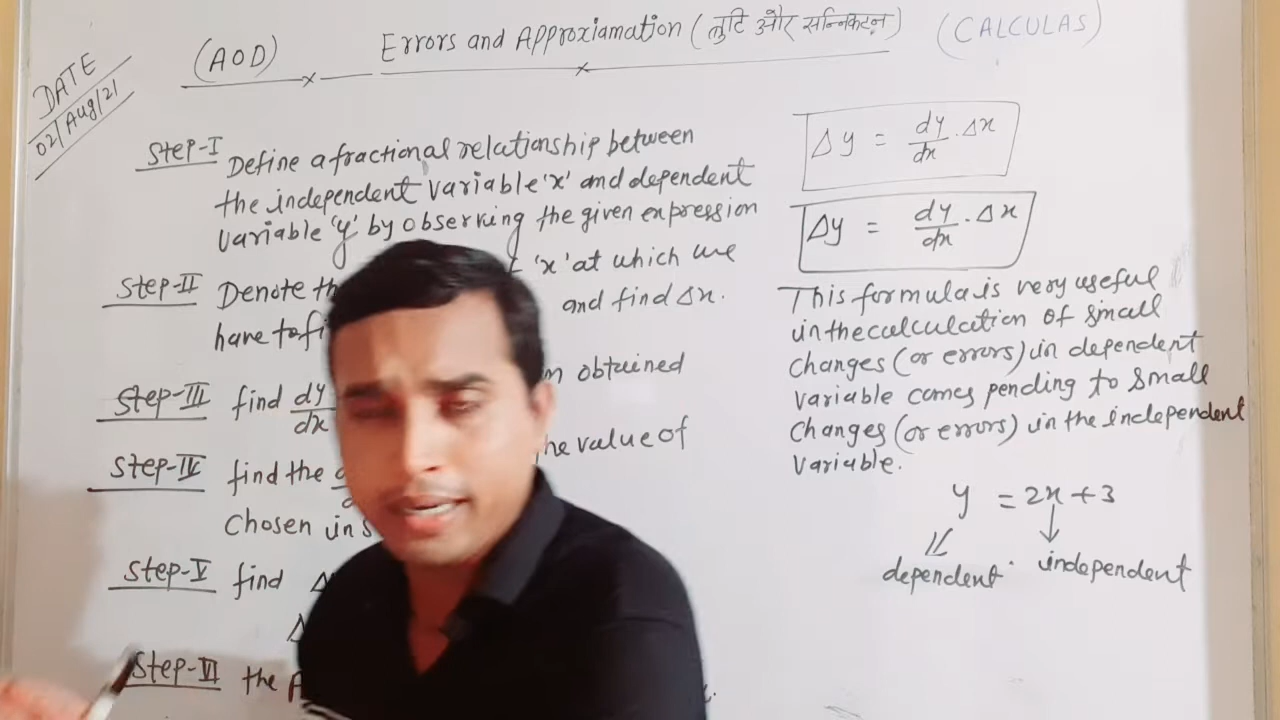 DATE
02/Aug/21
(AOD)
Errors and Approxiamation (त्रुटि और सन्निकटन)
(CALCULAS)
Step-I Define a fractional relationship between
the independent variable 'x' and dependent
variable 'y' by observing the given expression
Step-II Denote th 'x' at which we
have to fi and find Δx.
Step-III find dy/dx obtained
Step-IV find the he value of
Chosen in s
Step-V find Δ
Δ
Step-VI the A
Δy = dy/dx . Δx
Δy = dy/dx . Δx
This formula is very useful
in the calculation of small
changes (or errors) in dependent
variable comes pending to small
changes (or errors) in the independent
variable.
y = 2x + 3
dependent independent